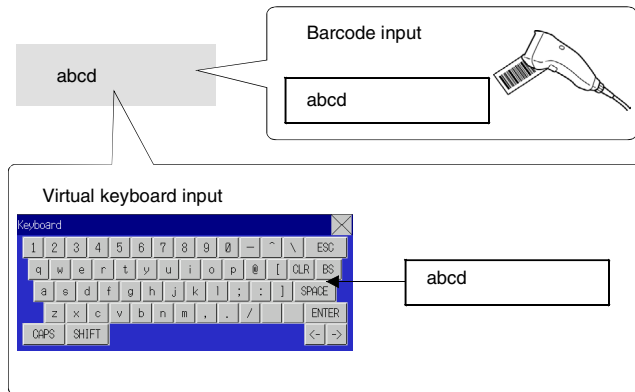 abcd
Barcode input
abcd
Virtual keyboard input
Keyboard
1 2 3 4 5 6 7 8 9 0 − ^ \ ESC
q w e r t y u i o p @ [ CLR BS
a s d f g h j k l ; : ] SPACE
z x c v b n m , . / ENTER
CAPS SHIFT <- ->
abcd